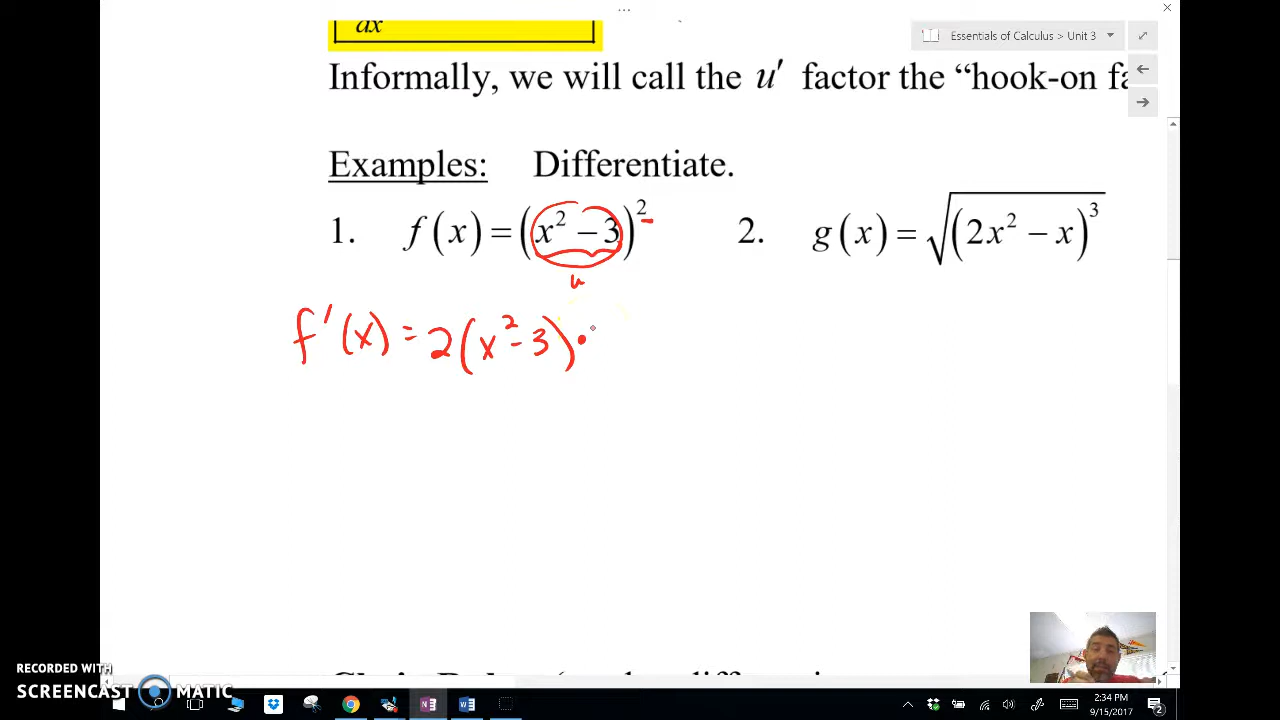 dx
Essentials of Calculus > Unit 3
Informally, we will call the u′ factor the “hook-on fa
Examples: Differentiate.
1. f(x) = (x² − 3)² 2. g(x) = √(2x² − x)³
u
f′(x) = 2(x² - 3) •
RECORDED WITH
SCREENCAST MATIC
2:34 PM
9/15/2017
2